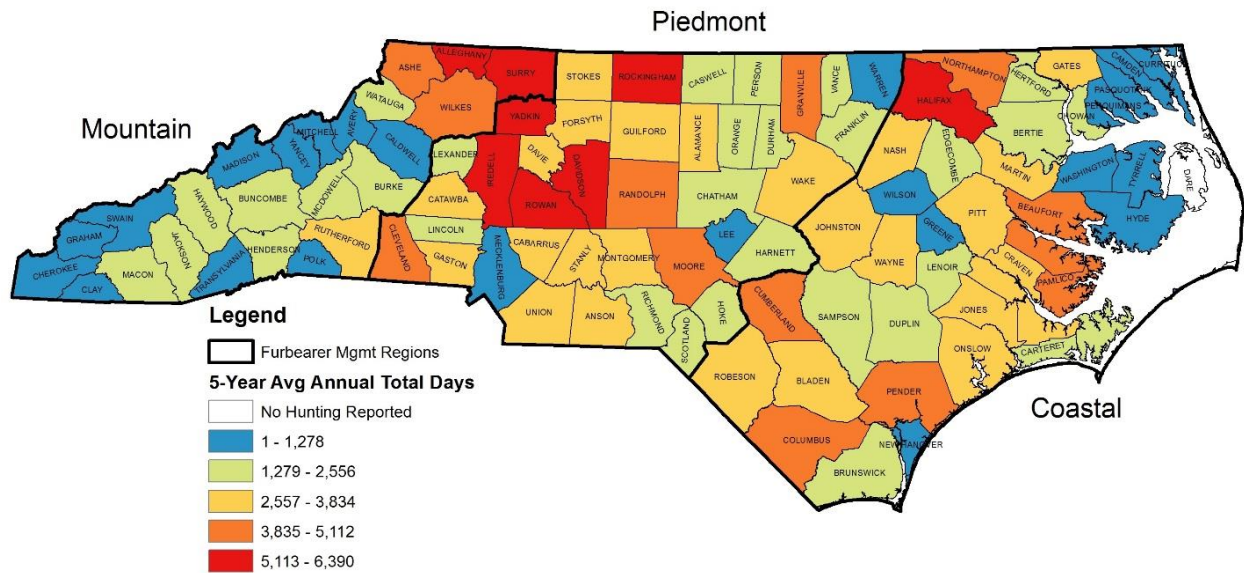 Piedmont
Mountain
Coastal
ALLEGHANY
ASHE
SURRY
STOKES
ROCKINGHAM
CASWELL
PERSON
GRANVILLE
VANCE
WARREN
NORTHAMPTON
HERTFORD
GATES
CAMDEN
CURRITUCK
PASQUOTANK
PERQUIMANS
CHOWAN
WATAUGA
WILKES
YADKIN
FORSYTH
GUILFORD
ALAMANCE
ORANGE
DURHAM
FRANKLIN
HALIFAX
BERTIE
MITCHELL
AVERY
CALDWELL
LEXANDER
IREDELL
DAVIE
DAVIDSON
RANDOLPH
CHATHAM
WAKE
NASH
EDGECOMBE
MARTIN
WASHINGTON
TYRRELL
DARE
MADISON
YANCEY
BURKE
CATAWBA
ROWAN
WILSON
PITT
BEAUFORT
HYDE
HAYWOOD
BUNCOMBE
MCDOWELL
LINCOLN
LEE
JOHNSTON
GREENE
SWAIN
GRAHAM
JACKSON
HENDERSON
RUTHERFORD
CLEVELAND
GASTON
MECKLENBURG
CABARRUS
STANLY
MONTGOMERY
MOORE
HARNETT
WAYNE
LENOIR
CRAVEN
PAMLICO
CHEROKEE
CLAY
MACON
TRANSYLVANIA
POLK
UNION
ANSON
RICHMOND
SCOTLAND
HOKE
CUMBERLAND
SAMPSON
DUPLIN
JONES
CARTERET
ONSLOW
ROBESON
BLADEN
PENDER
COLUMBUS
NEW HANOVER
BRUNSWICK
Legend
Furbearer Mgmt Regions
5-Year Avg Annual Total Days
No Hunting Reported
1 - 1,278
1,279 - 2,556
2,557 - 3,834
3,835 - 5,112
5,113 - 6,390